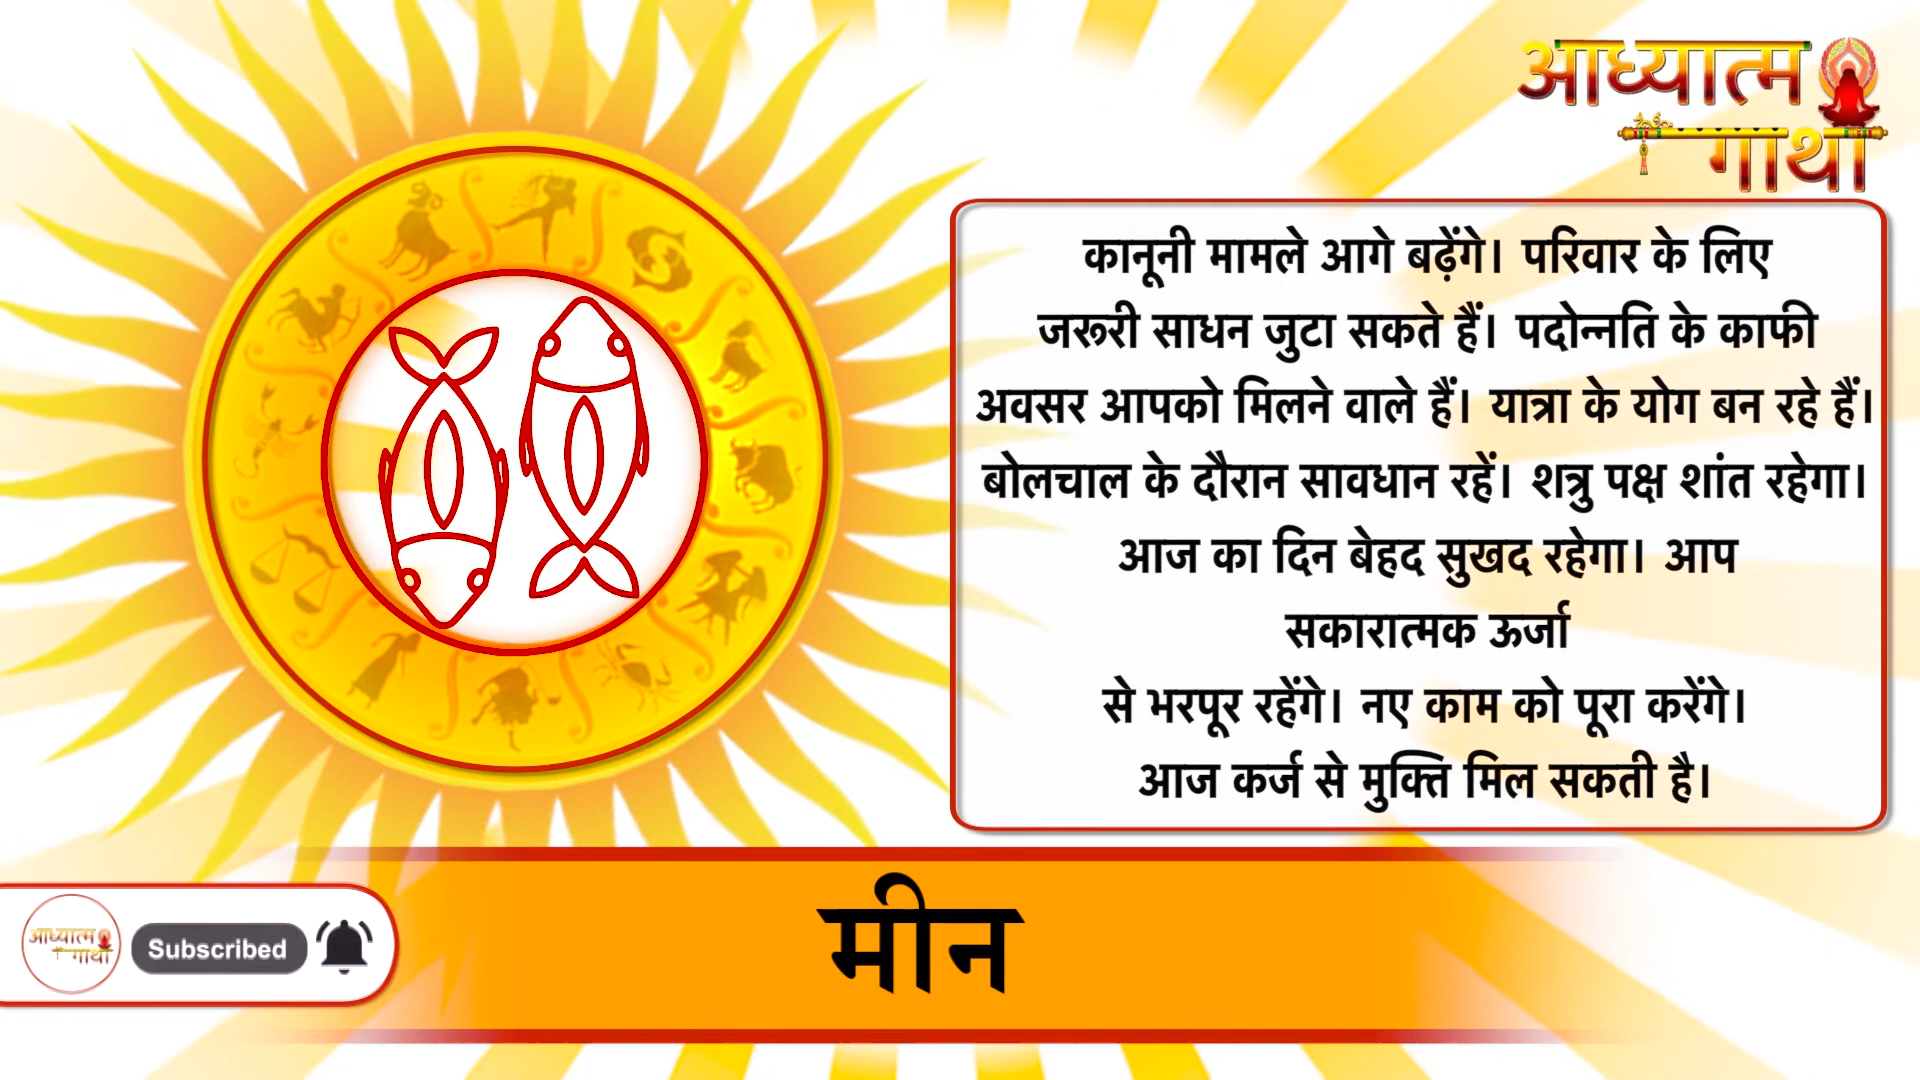 आध्यात्म
गाथा
कानूनी मामले आगे बढ़ेंगे। परिवार के लिए
जरूरी साधन जुटा सकते हैं। पदोन्नति के काफी
अवसर आपको मिलने वाले हैं। यात्रा के योग बन रहे हैं।
बोलचाल के दौरान सावधान रहें। शत्रु पक्ष शांत रहेगा।
आज का दिन बेहद सुखद रहेगा। आप
सकारात्मक ऊर्जा
से भरपूर रहेंगे। नए काम को पूरा करेंगे।
आज कर्ज से मुक्ति मिल सकती है।
मीन
आध्यात्म
गाथा
Subscribed